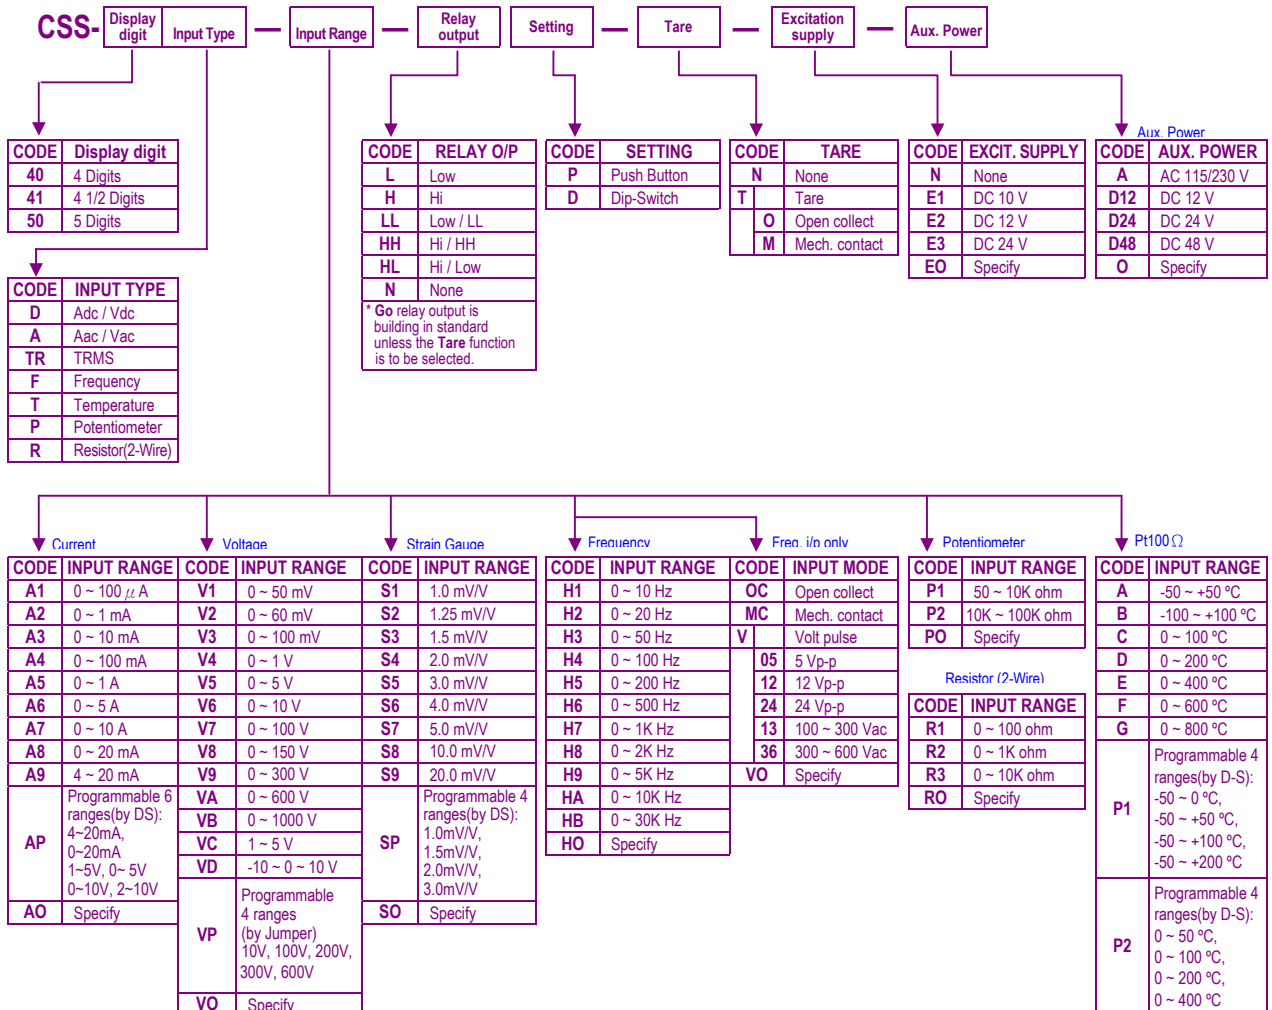 CSS- Display digit Input Type — Input Range — Relay output Setting — Tare — Excitation supply — Aux. Power
CODE Display digit
40 4 Digits
41 4 1/2 Digits
50 5 Digits
CODE INPUT TYPE
D Adc / Vdc
A Aac / Vac
TR TRMS
F Frequency
T Temperature
P Potentiometer
R Resistor(2-Wire)
CODE RELAY O/P
L Low
H Hi
LL Low / LL
HH Hi / HH
HL Hi / Low
N None
* Go relay output is
building in standard
unless the Tare function
is to be selected.
CODE SETTING
P Push Button
D Dip-Switch
CODE TARE
N None
T Tare
O Open collect
M Mech. contact
CODE EXCIT. SUPPLY
N None
E1 DC 10 V
E2 DC 12 V
E3 DC 24 V
EO Specify
Aux. Power
CODE AUX. POWER
A AC 115/230 V
D12 DC 12 V
D24 DC 24 V
D48 DC 48 V
O Specify
Current
CODE INPUT RANGE
A1 0 ~ 100 μ A
A2 0 ~ 1 mA
A3 0 ~ 10 mA
A4 0 ~ 100 mA
A5 0 ~ 1 A
A6 0 ~ 5 A
A7 0 ~ 10 A
A8 0 ~ 20 mA
A9 4 ~ 20 mA
AP Programmable 6
ranges(by DS):
4~20mA,
0~20mA
1~5V, 0~ 5V
0~10V, 2~10V
AO Specify
Voltage
CODE INPUT RANGE
V1 0 ~ 50 mV
V2 0 ~ 60 mV
V3 0 ~ 100 mV
V4 0 ~ 1 V
V5 0 ~ 5 V
V6 0 ~ 10 V
V7 0 ~ 100 V
V8 0 ~ 150 V
V9 0 ~ 300 V
VA 0 ~ 600 V
VB 0 ~ 1000 V
VC 1 ~ 5 V
VD -10 ~ 0 ~ 10 V
VP Programmable
4 ranges
(by Jumper)
10V, 100V, 200V,
300V, 600V
VO Specify
Strain Gauge
CODE INPUT RANGE
S1 1.0 mV/V
S2 1.25 mV/V
S3 1.5 mV/V
S4 2.0 mV/V
S5 3.0 mV/V
S6 4.0 mV/V
S7 5.0 mV/V
S8 10.0 mV/V
S9 20.0 mV/V
SP Programmable 4
ranges(by DS):
1.0mV/V,
1.5mV/V,
2.0mV/V,
3.0mV/V
SO Specify
Frequency
CODE INPUT RANGE
H1 0 ~ 10 Hz
H2 0 ~ 20 Hz
H3 0 ~ 50 Hz
H4 0 ~ 100 Hz
H5 0 ~ 200 Hz
H6 0 ~ 500 Hz
H7 0 ~ 1K Hz
H8 0 ~ 2K Hz
H9 0 ~ 5K Hz
HA 0 ~ 10K Hz
HB 0 ~ 30K Hz
HO Specify
Freq. i/p only
CODE INPUT MODE
OC Open collect
MC Mech. contact
V Volt pulse
05 5 Vp-p
12 12 Vp-p
24 24 Vp-p
13 100 ~ 300 Vac
36 300 ~ 600 Vac
VO Specify
Potentiometer
CODE INPUT RANGE
P1 50 ~ 10K ohm
P2 10K ~ 100K ohm
PO Specify
Resistor (2-Wire)
CODE INPUT RANGE
R1 0 ~ 100 ohm
R2 0 ~ 1K ohm
R3 0 ~ 10K ohm
RO Specify
Pt100Ω
CODE INPUT RANGE
A -50 ~ +50 ºC
B -100 ~ +100 ºC
C 0 ~ 100 ºC
D 0 ~ 200 ºC
E 0 ~ 400 ºC
F 0 ~ 600 ºC
G 0 ~ 800 ºC
P1 Programmable 4
ranges(by D-S):
-50 ~ 0 ºC,
-50 ~ +50 ºC,
-50 ~ +100 ºC,
-50 ~ +200 ºC
P2 Programmable 4
ranges(by D-S):
0 ~ 50 ºC,
0 ~ 100 ºC,
0 ~ 200 ºC,
0 ~ 400 ºC